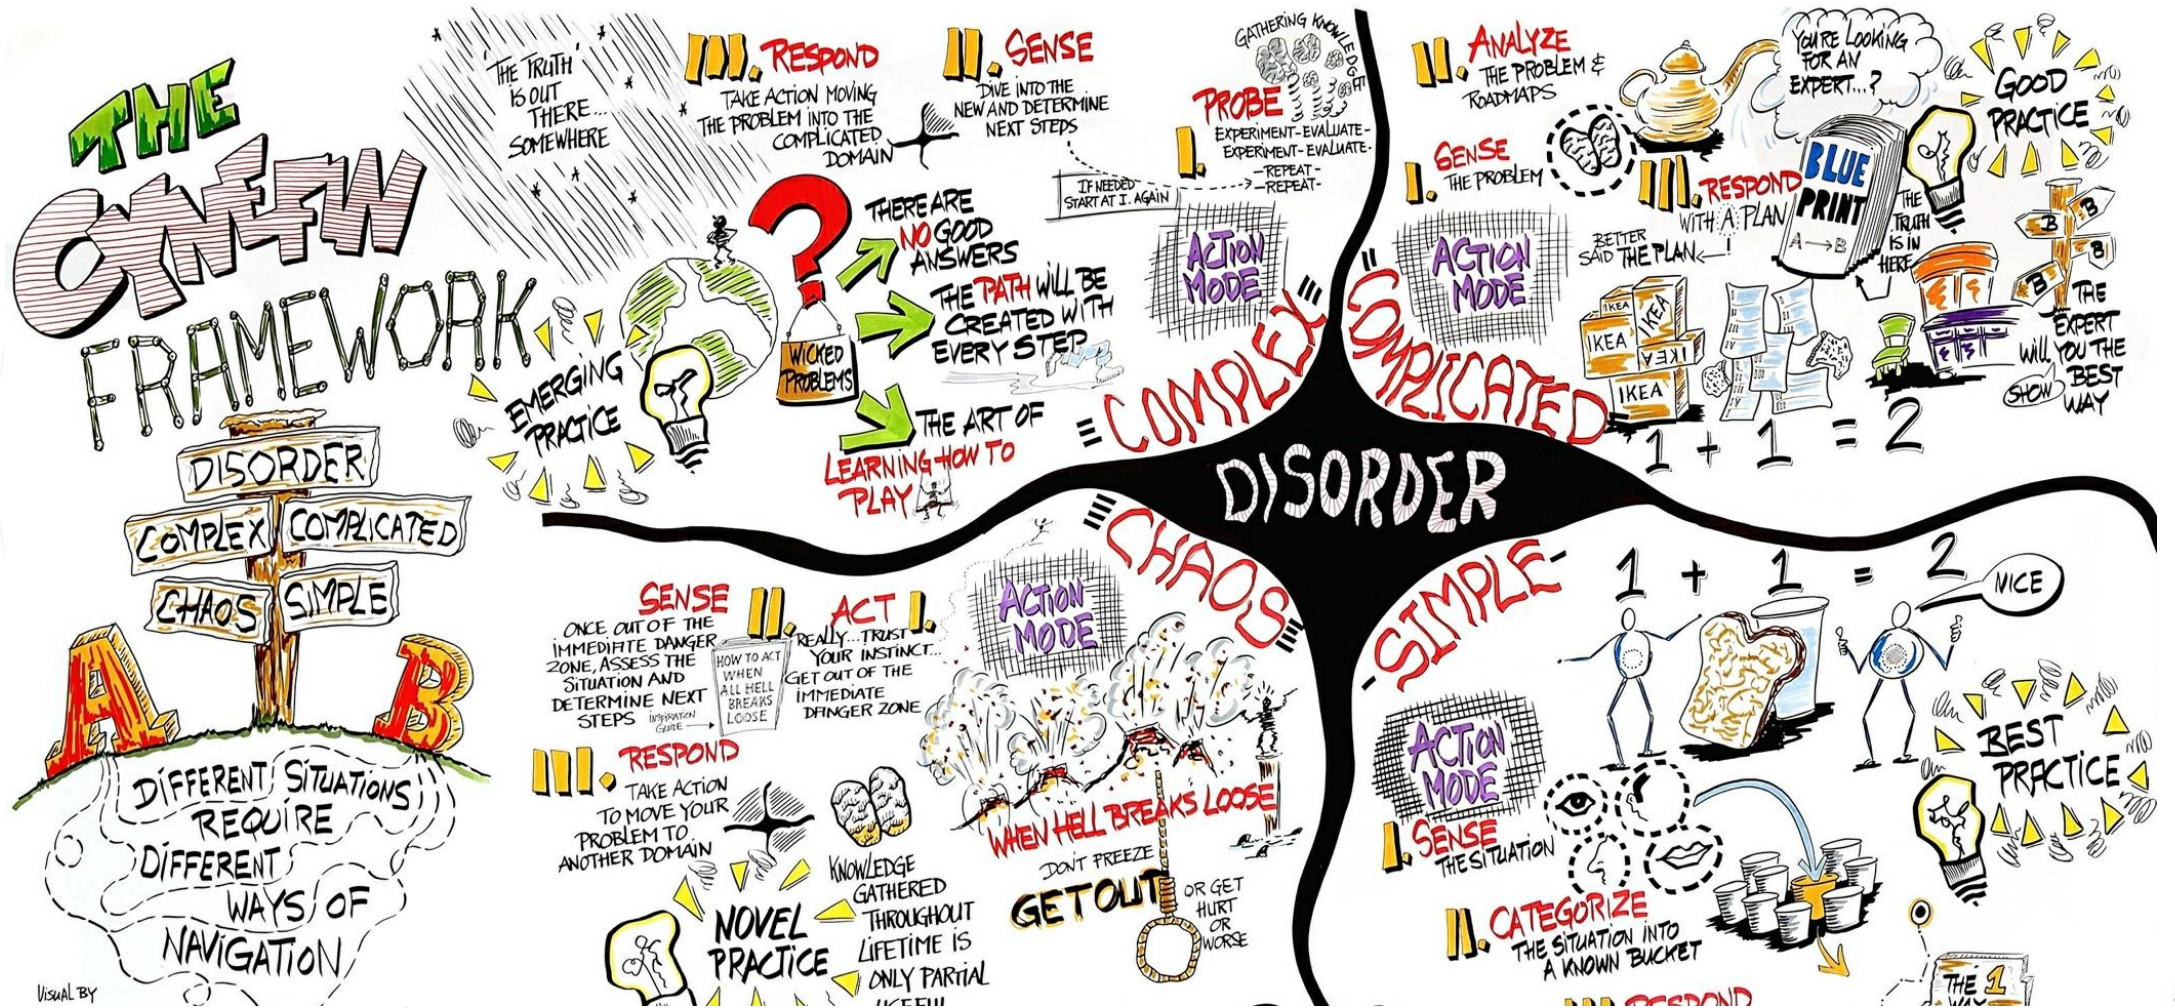 THE
CYNEFIN
FRAMEWORK
DISORDER
COMPLEX
COMPLICATED
CHAOS
SIMPLE
A
B
DIFFERENT SITUATIONS
REQUIRE
DIFFERENT
WAYS OF
NAVIGATION
VISUAL BY
'THE TRUTH'
IS OUT
THERE...
SOMEWHERE
III. RESPOND
TAKE ACTION MOVING
THE PROBLEM INTO THE
COMPLICATED
DOMAIN
II. SENSE
DIVE INTO THE
NEW AND DETERMINE
NEXT STEPS
GATHERING KNOWLEDGE
I. PROBE
EXPERIMENT-EVALUATE-
EXPERIMENT-EVALUATE-
-REPEAT-
-REPEAT-
IF NEEDED
START AT I. AGAIN
ACTION
MODE
COMPLEX
EMERGING
PRACTICE
?
WICKED
PROBLEMS
THERE ARE
NO GOOD
ANSWERS
THE PATH WILL BE
CREATED WITH
EVERY STEP
THE ART OF
LEARNING HOW TO
PLAY
II. ANALYZE
THE PROBLEM &
ROADMAPS
I. SENSE
THE PROBLEM
III. RESPOND
WITH A PLAN
BETTER
SAID THE PLAN
ACTION
MODE
COMPLICATED
YOU'RE LOOKING
FOR AN
EXPERT...?
BLUE
PRINT
A → B
GOOD
PRACTICE
THE
TRUTH
IS IN
HERE
B
B
B
B
IKEA
IKEA
IKEA
IKEA
IKEA
THE
EXPERT
WILL YOU THE
SHOW
BEST
WAY
1 + 1 = 2
DISORDER
CHAOS
ACTION
MODE
ACT I.
REALLY...TRUST
YOUR INSTINCT...
GET OUT OF THE
IMMEDIATE
DANGER ZONE
SENSE II.
ONCE OUT OF THE
IMMEDIATE DANGER
ZONE, ASSESS THE
SITUATION AND
DETERMINE NEXT
STEPS
INSPIRATION
GUIDE
HOW TO ACT
WHEN
ALL HELL
BREAKS
LOOSE
III. RESPOND
TAKE ACTION
TO MOVE YOUR
PROBLEM TO
ANOTHER DOMAIN
NOVEL
PRACTICE
KNOWLEDGE
GATHERED
THROUGHOUT
LIFETIME IS
ONLY PARTIAL
USEFUL
WHEN HELL BREAKS LOOSE
DON'T FREEZE
GET OUT
OR GET
HURT
OR
WORSE
-SIMPLE-
1 + 1 = 2
NICE
ACTION
MODE
I. SENSE
THE SITUATION
II. CATEGORIZE
THE SITUATION INTO
A KNOWN BUCKET
III. RESPOND
BEST
PRACTICE
THE 1
WAY